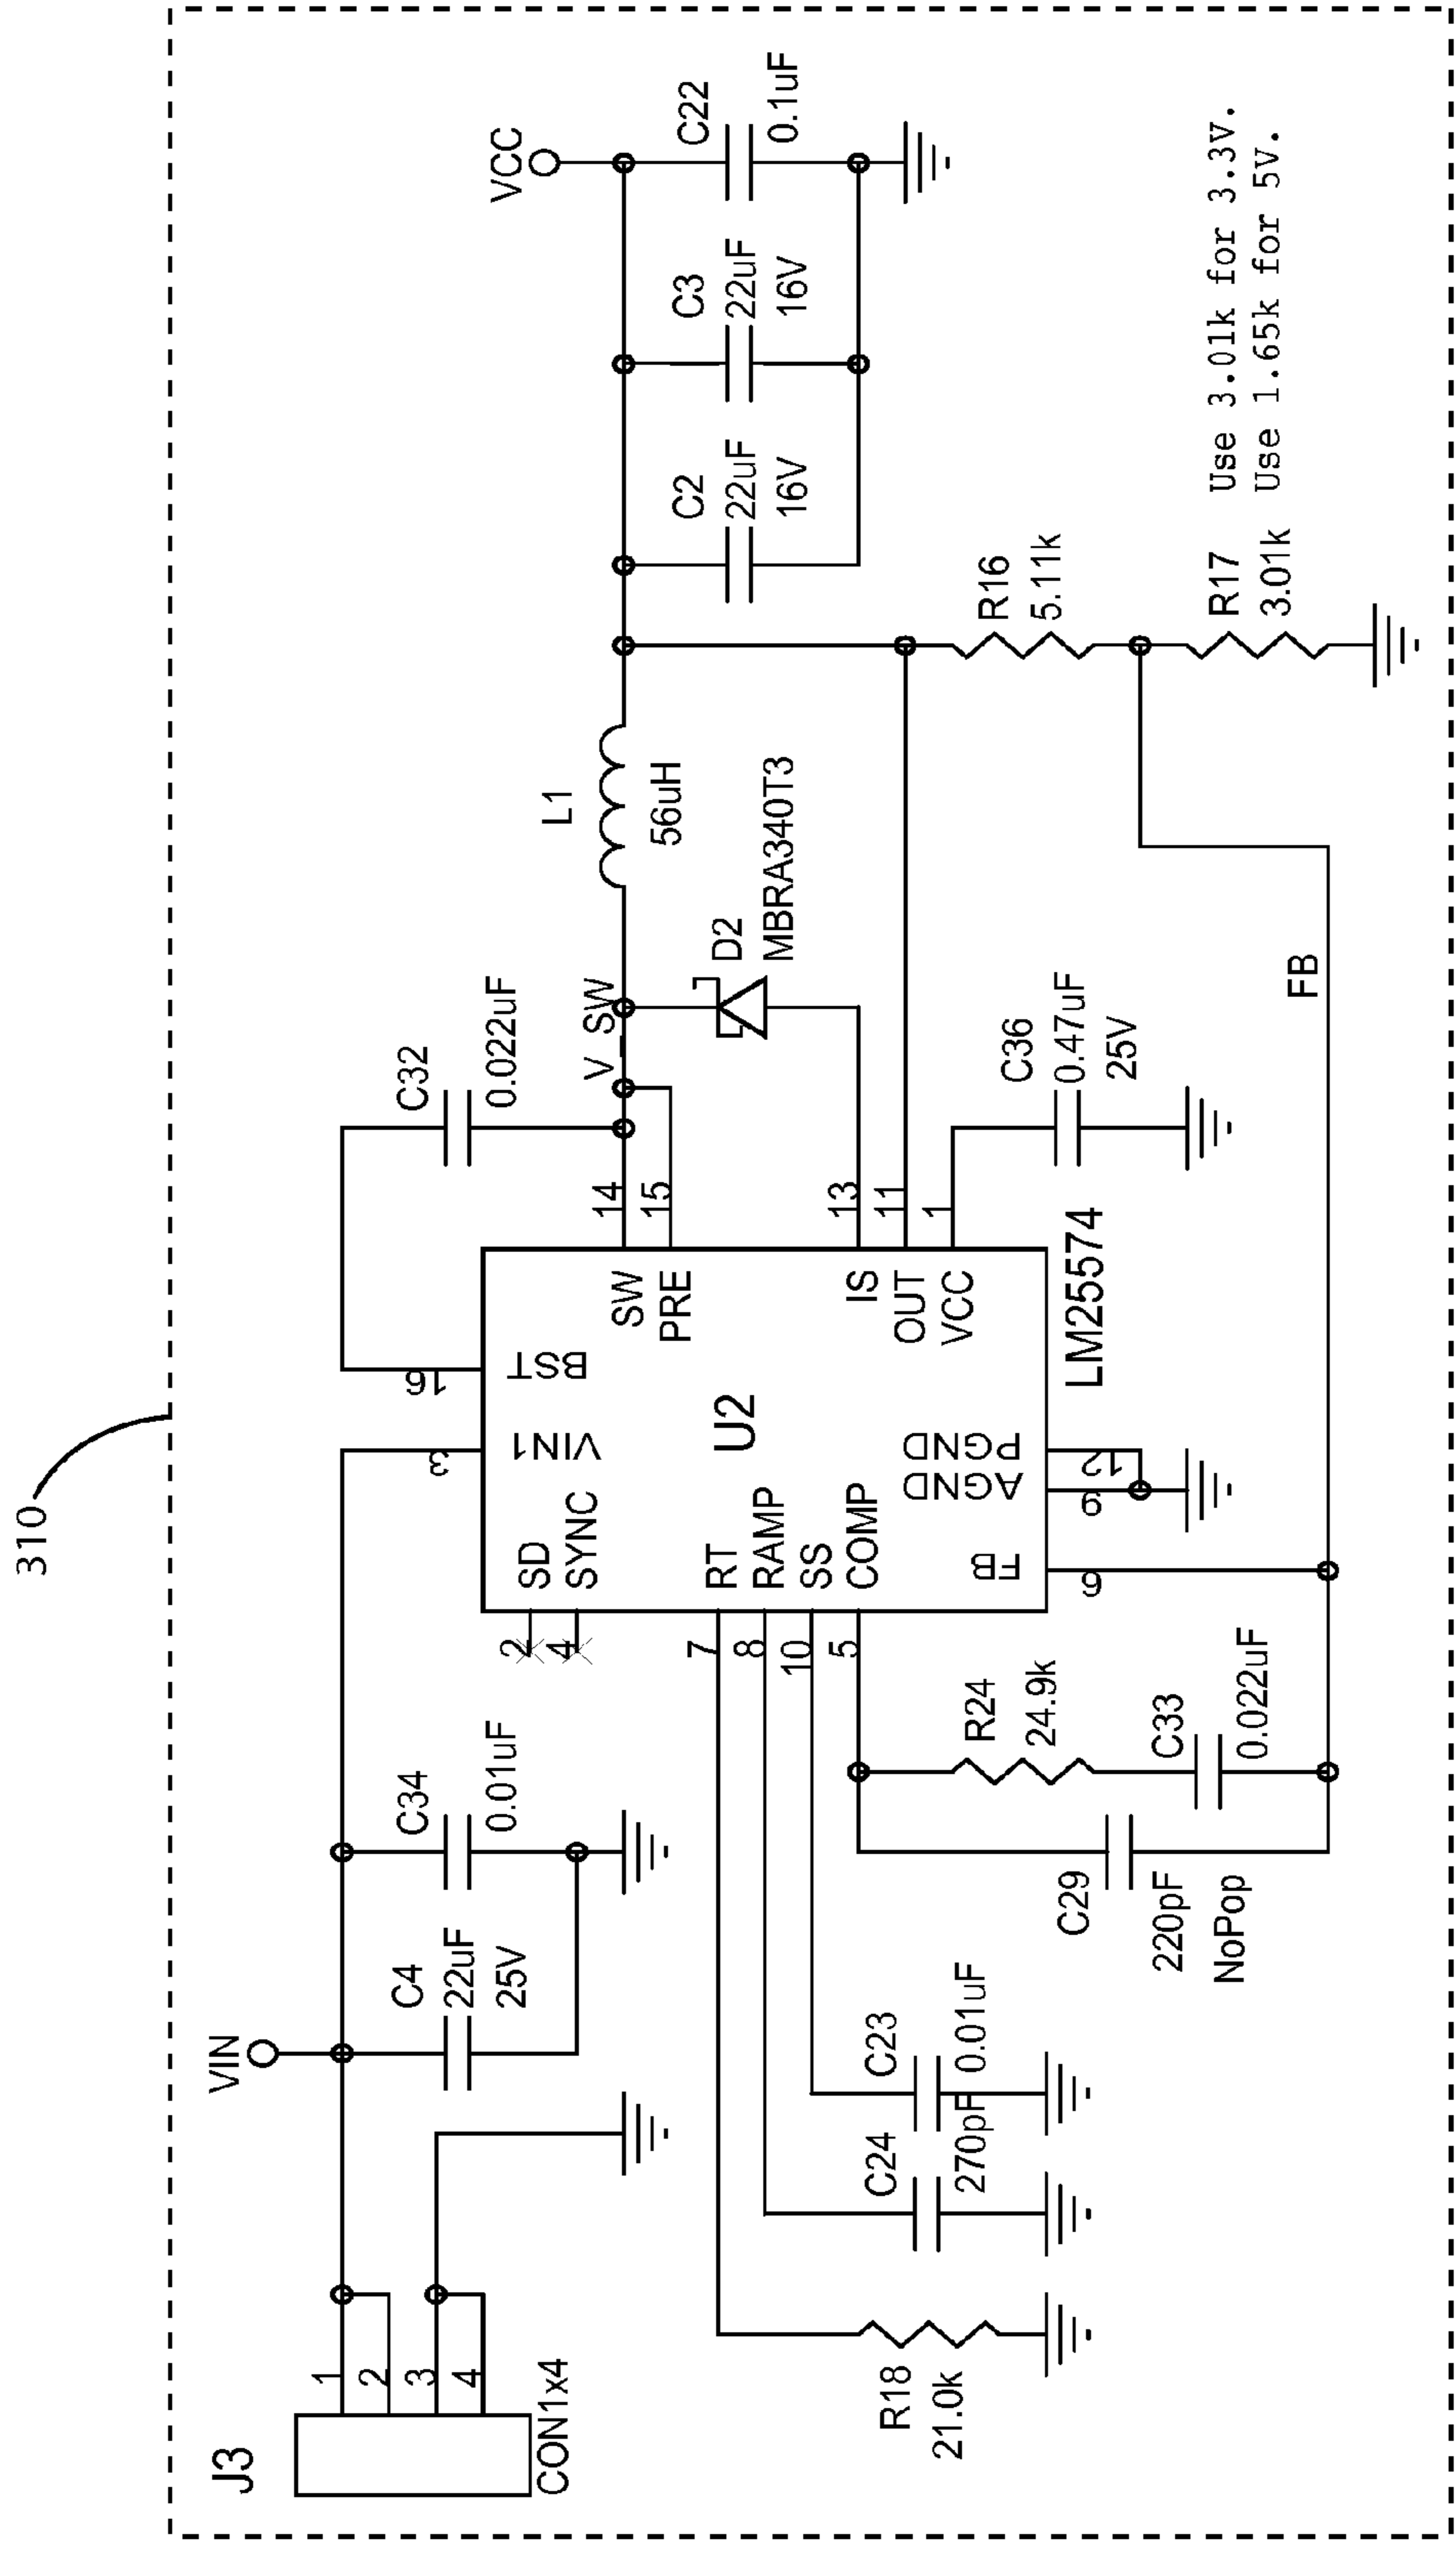 310
J3
CON1x4
1
2
3
4
VIN
C4
22uF
25V
C34
0.01uF
2
4
SD
SYNC
3
VIN1
16
BST
C32
0.022uF
14
15
SW
PRE
V_SW
L1
56uH
D2
MBRA340T3
VCC
C2
22uF
16V
C3
22uF
16V
C22
0.1uF
U2
LM25574
7
8
10
5
RT
RAMP
SS
COMP
13
11
1
IS
OUT
VCC
FB
6
AGND
9
PGND
12
R18
21.0k
C24
270pF
C23
0.01uF
C29
220pF
NoPop
R24
24.9k
C33
0.022uF
C36
0.47uF
25V
FB
R16
5.11k
R17
3.01k
Use 3.01k for 3.3V.
Use 1.65k for 5V.